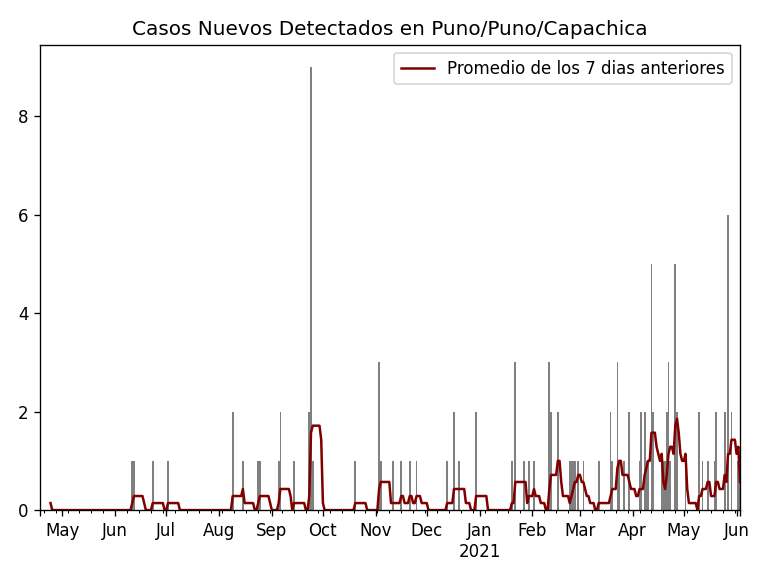 Casos Nuevos Detectados en Puno/Puno/Capachica
Promedio de los 7 dias anteriores
8
6
4
2
0
May Jun Jul Aug Sep Oct Nov Dec Jan Feb Mar Apr May Jun
2021